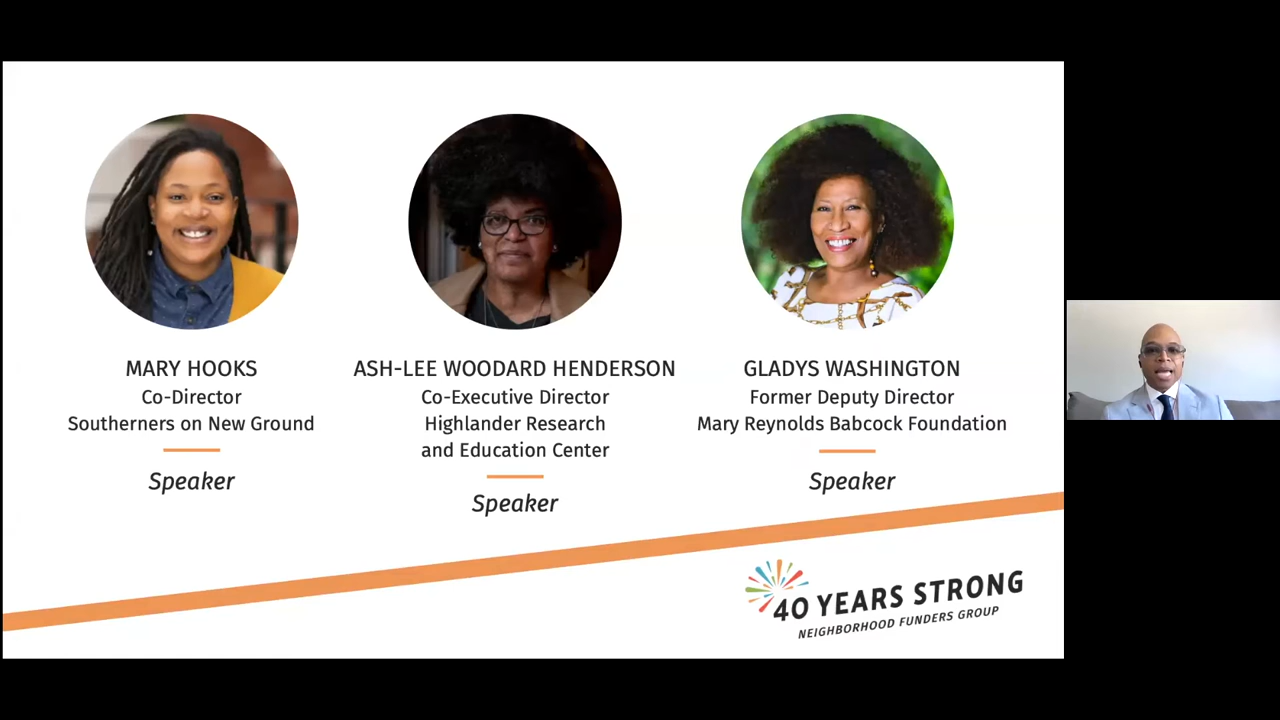 MARY HOOKS
Co-Director
Southerners on New Ground
Speaker
ASH-LEE WOODARD HENDERSON
Co-Executive Director
Highlander Research
and Education Center
Speaker
GLADYS WASHINGTON
Former Deputy Director
Mary Reynolds Babcock Foundation
Speaker
40 YEARS STRONG
NEIGHBORHOOD FUNDERS GROUP